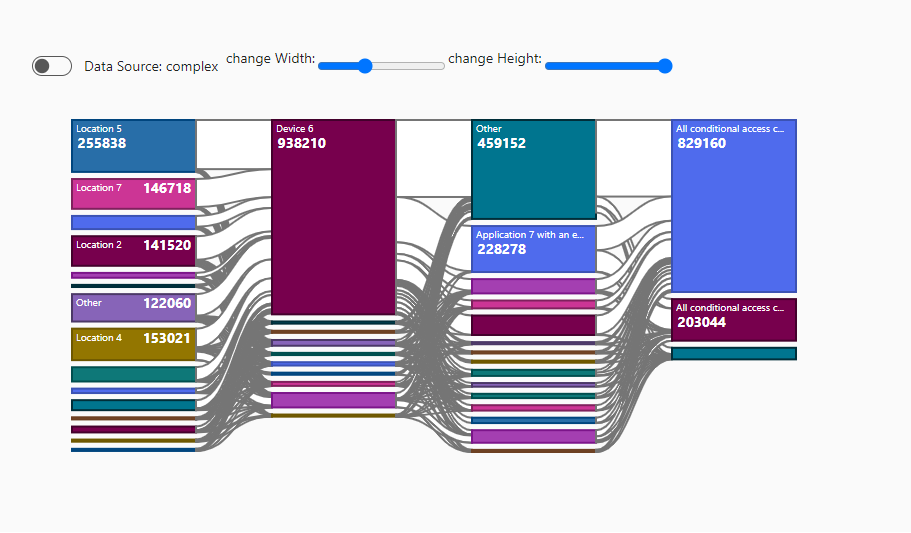 Data Source: complex
change Width:
change Height:
Location 5
255838
Location 7 146718
Location 2 141520
Other 122060
Location 4 153021
Device 6
938210
Other
459152
Application 7 with an e...
228278
All conditional access c...
829160
All conditional access c...
203044